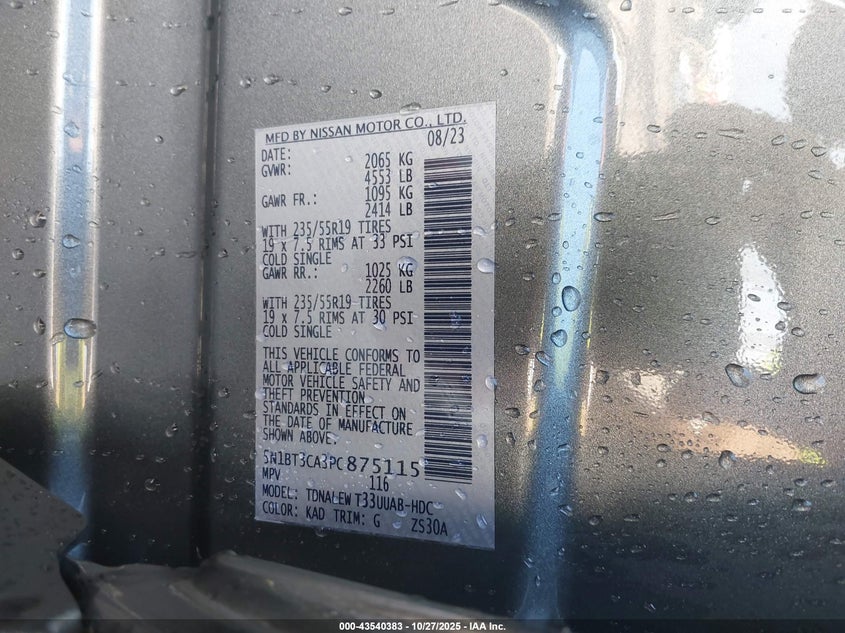 MFD BY NISSAN MOTOR CO., LTD.
DATE: 08/23
GVWR: 2065 KG
4553 LB
GAWR FR.: 1095 KG
2414 LB
WITH 235/55R19 TIRES
19 x 7.5 RIMS AT 33 PSI
COLD SINGLE
GAWR RR.: 1025 KG
2260 LB
WITH 235/55R19 TIRES
19 x 7.5 RIMS AT 30 PSI
COLD SINGLE
THIS VEHICLE CONFORMS TO
ALL APPLICABLE FEDERAL
MOTOR VEHICLE SAFETY AND
THEFT PREVENTION
STANDARDS IN EFFECT ON
THE DATE OF MANUFACTURE
SHOWN ABOVE.
5N1BT3CA3PC875115
MPV 116
MODEL: TDNALEW T33UUAB-HDC
COLOR: KAD TRIM: G ZS30A
000-43540383 • 10/27/2025 • IAA Inc.